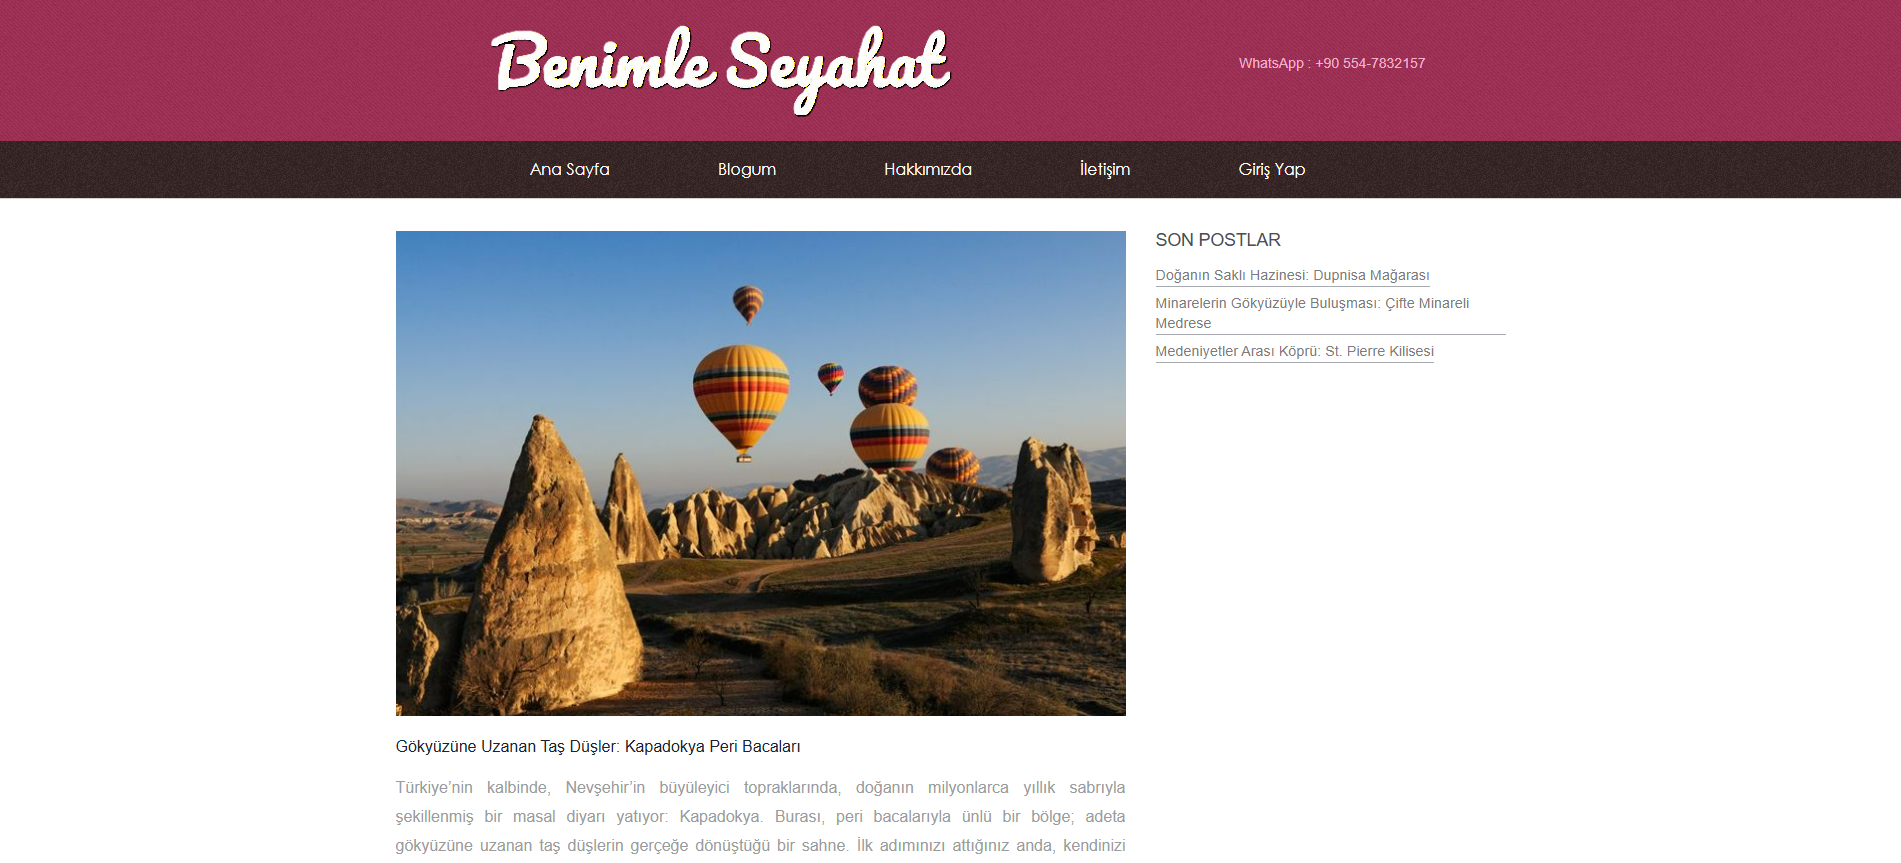 Benimle Seyahat
WhatsApp : +90 554-7832157
Ana Sayfa
Blogum
Hakkımızda
İletişim
Giriş Yap
SON POSTLAR
Doğanın Saklı Hazinesi: Dupnisa Mağarası
Minarelerin Gökyüzüyle Buluşması: Çifte Minareli
Medrese
Medeniyetler Arası Köprü: St. Pierre Kilisesi
Gökyüzüne Uzanan Taş Düşler: Kapadokya Peri Bacaları
Türkiye’nin kalbinde, Nevşehir’in büyüleyici topraklarında, doğanın milyonlarca yıllık sabrıyla
şekillenmiş bir masal diyarı yatıyor: Kapadokya. Burası, peri bacalarıyla ünlü bir bölge; adeta
gökyüzüne uzanan taş düşlerin gerçeğe dönüştüğü bir sahne. İlk adımınızı attığınız anda, kendinizi